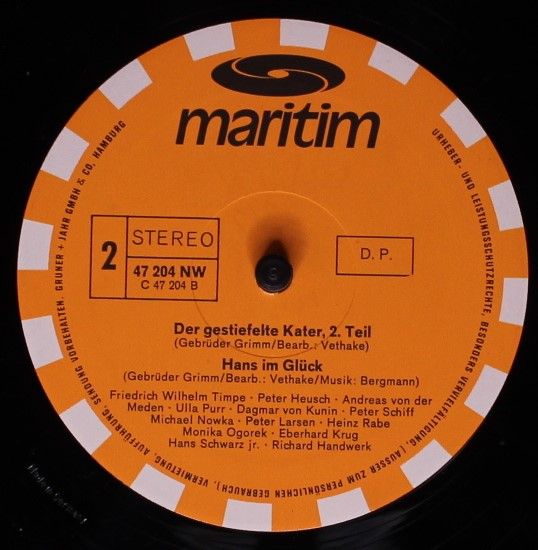 maritim
2
STEREO
47 204 NW
C 47 204 B
D. P.
Der gestiefelte Kater, 2. Teil
(Gebrüder Grimm/Bearb.: Vethake)
Hans im Glück
(Gebrüder Grimm/Bearb.: Vethake/Musik: Bergmann)
Friedrich Wilhelm Timpe · Peter Heusch · Andreas von der
Meden · Ulla Purr · Dagmar von Kunin · Peter Schiff
Michael Nowka · Peter Larsen · Heinz Rabe
Monika Ogorek · Eberhard Krug
Hans Schwarz jr. · Richard Handwerk
URHEBER- UND LEISTUNGSSCHUTZRECHTE, BESONDERS VERVIELFÄLTIGUNG, (AUSSER ZUM PERSÖNLICHEN GEBRAUCH), VERMIETUNG, AUFFÜHRUNG, SENDUNG VORBEHALTEN. GRUNER + JAHR GMBH & CO, HAMBURG